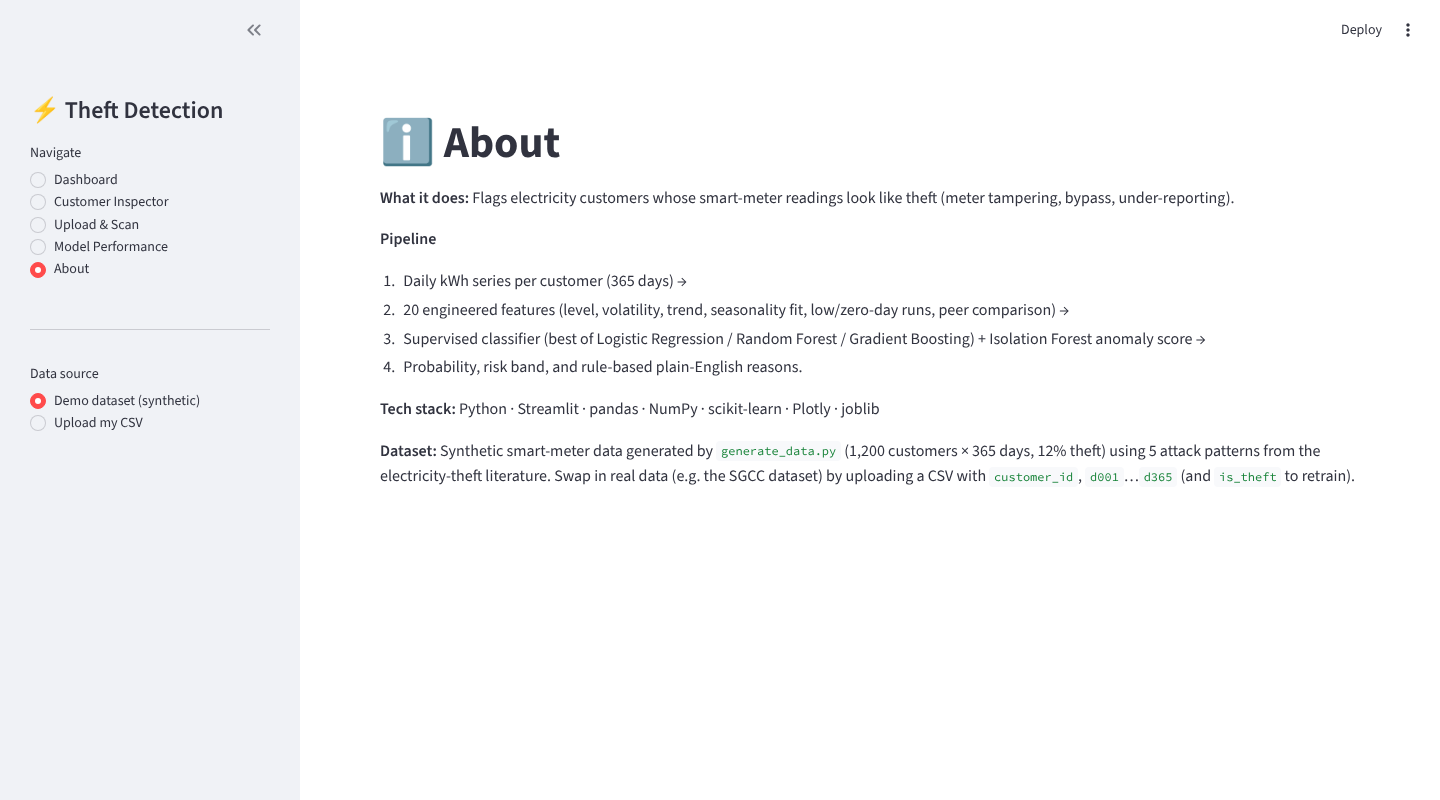 Deploy
⚡ Theft Detection
Navigate
Dashboard
Customer Inspector
Upload & Scan
Model Performance
About
Data source
Demo dataset (synthetic)
Upload my CSV
ℹ️ About
What it does: Flags electricity customers whose smart-meter readings look like theft (meter tampering, bypass, under-reporting).
Pipeline
1. Daily kWh series per customer (365 days) →
2. 20 engineered features (level, volatility, trend, seasonality fit, low/zero-day runs, peer comparison) →
3. Supervised classifier (best of Logistic Regression / Random Forest / Gradient Boosting) + Isolation Forest anomaly score →
4. Probability, risk band, and rule-based plain-English reasons.
Tech stack: Python · Streamlit · pandas · NumPy · scikit-learn · Plotly · joblib
Dataset: Synthetic smart-meter data generated by generate_data.py (1,200 customers × 365 days, 12% theft) using 5 attack patterns from the
electricity-theft literature. Swap in real data (e.g. the SGCC dataset) by uploading a CSV with customer_id , d001 … d365 (and is_theft to retrain).